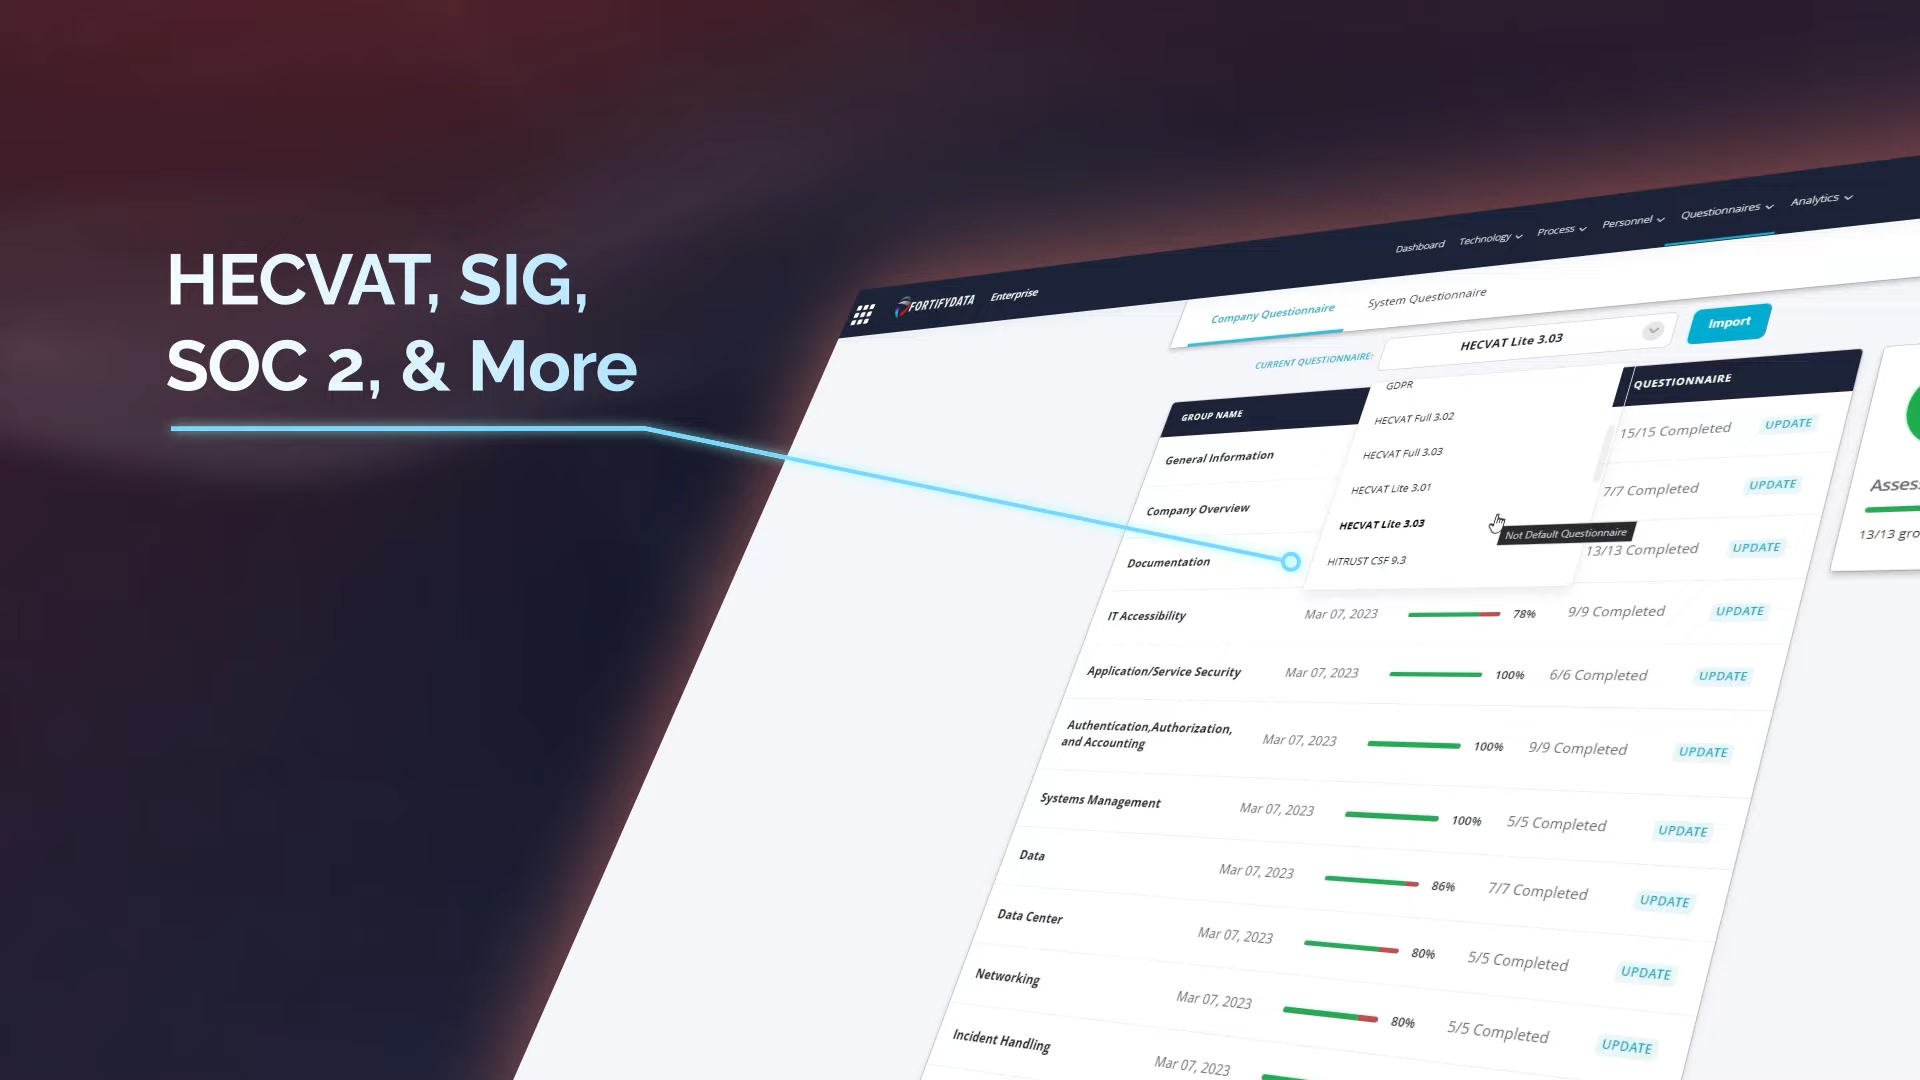 HECVAT, SIG,
SOC 2, & More
FORTIFYDATA Enterprise
Dashboard Technology Process Personnel Questionnaires Analytics
Company Questionnaire System Questionnaire
CURRENT QUESTIONNAIRE: HECVAT Lite 3.03 Import
GDPR
HECVAT Full 3.02
HECVAT Full 3.03
HECVAT Lite 3.01
HECVAT Lite 3.03
Not Default Questionnaire
HITRUST CSF 9.3
GROUP NAME QUESTIONNAIRE
General Information 15/15 Completed UPDATE
Company Overview 7/7 Completed UPDATE
Documentation 13/13 Completed UPDATE
IT Accessibility Mar 07, 2023 78% 9/9 Completed UPDATE
Application/Service Security Mar 07, 2023 100% 6/6 Completed UPDATE
Authentication,Authorization,
and Accounting Mar 07, 2023 100% 9/9 Completed UPDATE
Systems Management Mar 07, 2023 100% 5/5 Completed UPDATE
Data Mar 07, 2023 86% 7/7 Completed UPDATE
Data Center Mar 07, 2023 80% 5/5 Completed UPDATE
Networking Mar 07, 2023 80% 5/5 Completed UPDATE
Incident Handling Mar 07, 2023
Assess
13/13 gro